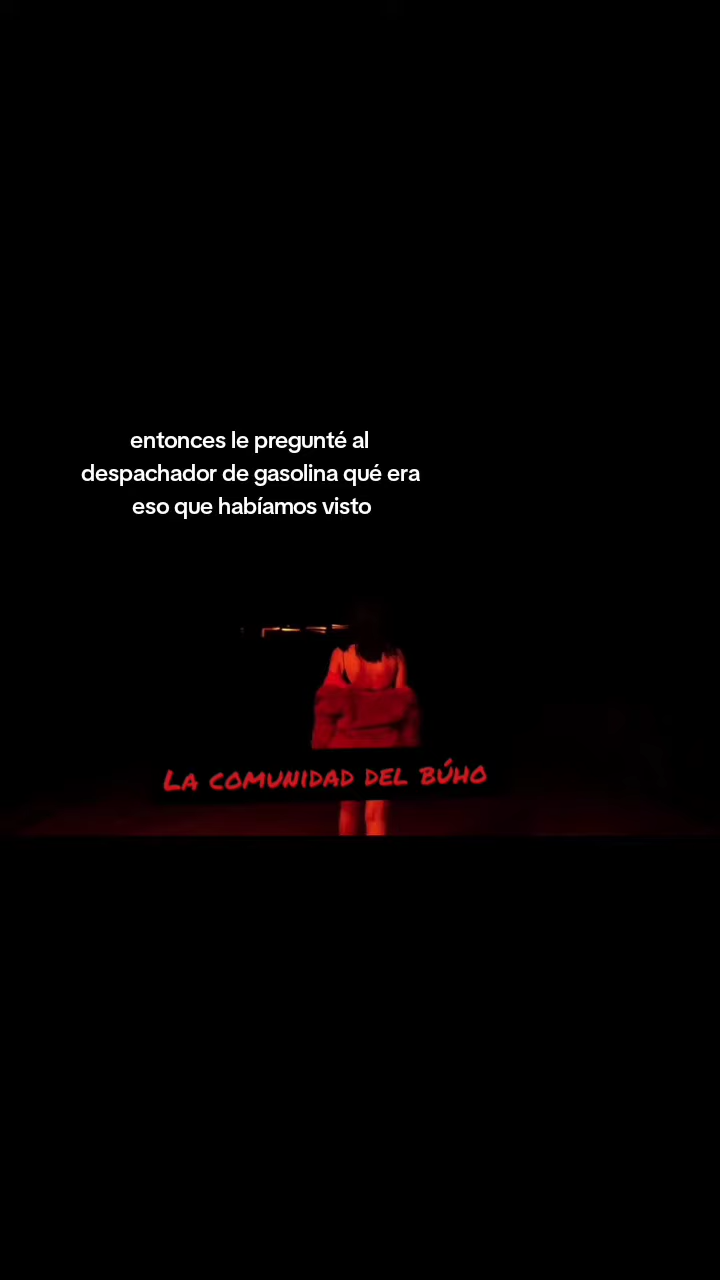 entonces le pregunté al
despachador de gasolina qué era
eso que habíamos visto
La comunidad del búho